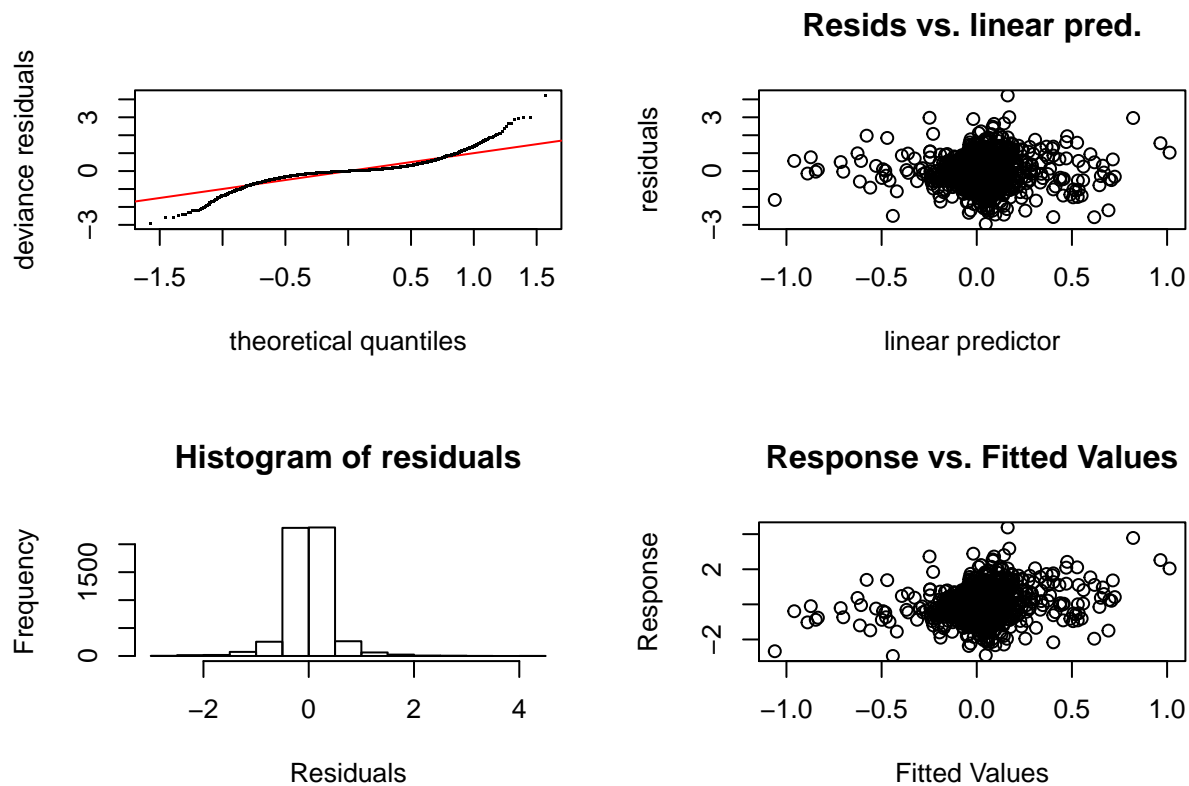 deviance residuals
3
0
−3
−1.5
−0.5
0.5
1.0
1.5
theoretical quantiles
Resids vs. linear pred.
residuals
3
0
−3
−1.0
−0.5
0.0
0.5
1.0
linear predictor
Histogram of residuals
Frequency
1500
0
−2
0
2
4
Residuals
Response vs. Fitted Values
Response
2
−2
−1.0
−0.5
0.0
0.5
1.0
Fitted Values